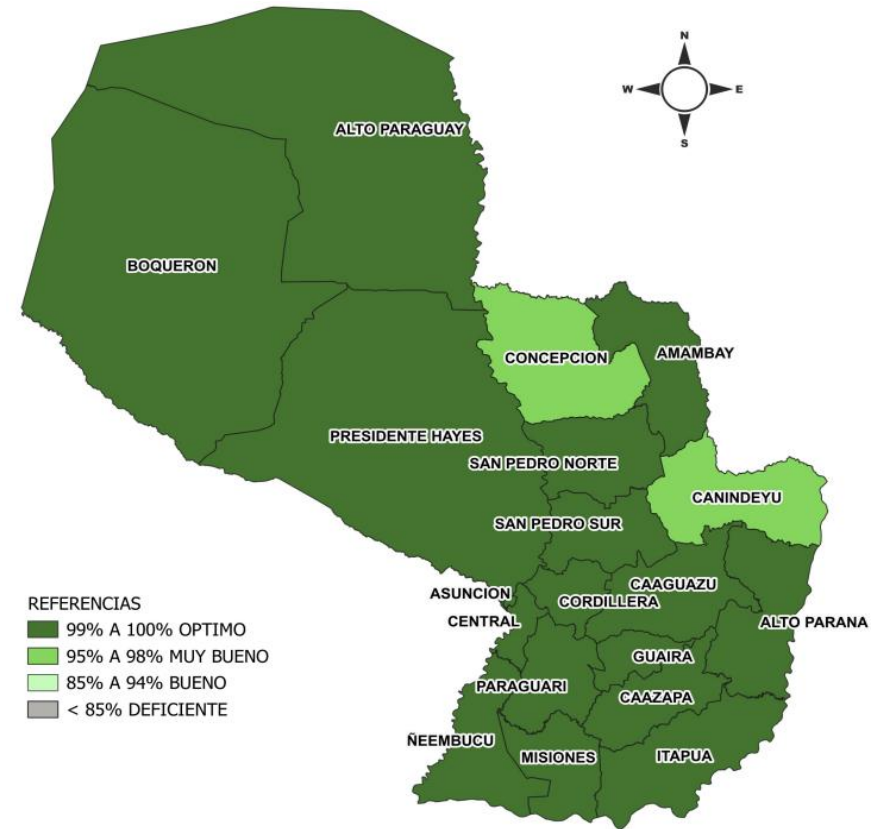 N
W E
S
ALTO PARAGUAY
BOQUERON
CONCEPCION
AMAMBAY
PRESIDENTE HAYES
SAN PEDRO NORTE
CANINDEYU
SAN PEDRO SUR
CAAGUAZU
ASUNCION
CORDILLERA
CENTRAL
ALTO PARANA
GUAIRA
PARAGUARI
CAAZAPA
ÑEEMBUCU
MISIONES
ITAPUA
REFERENCIAS
99% A 100% OPTIMO
95% A 98% MUY BUENO
85% A 94% BUENO
< 85% DEFICIENTE